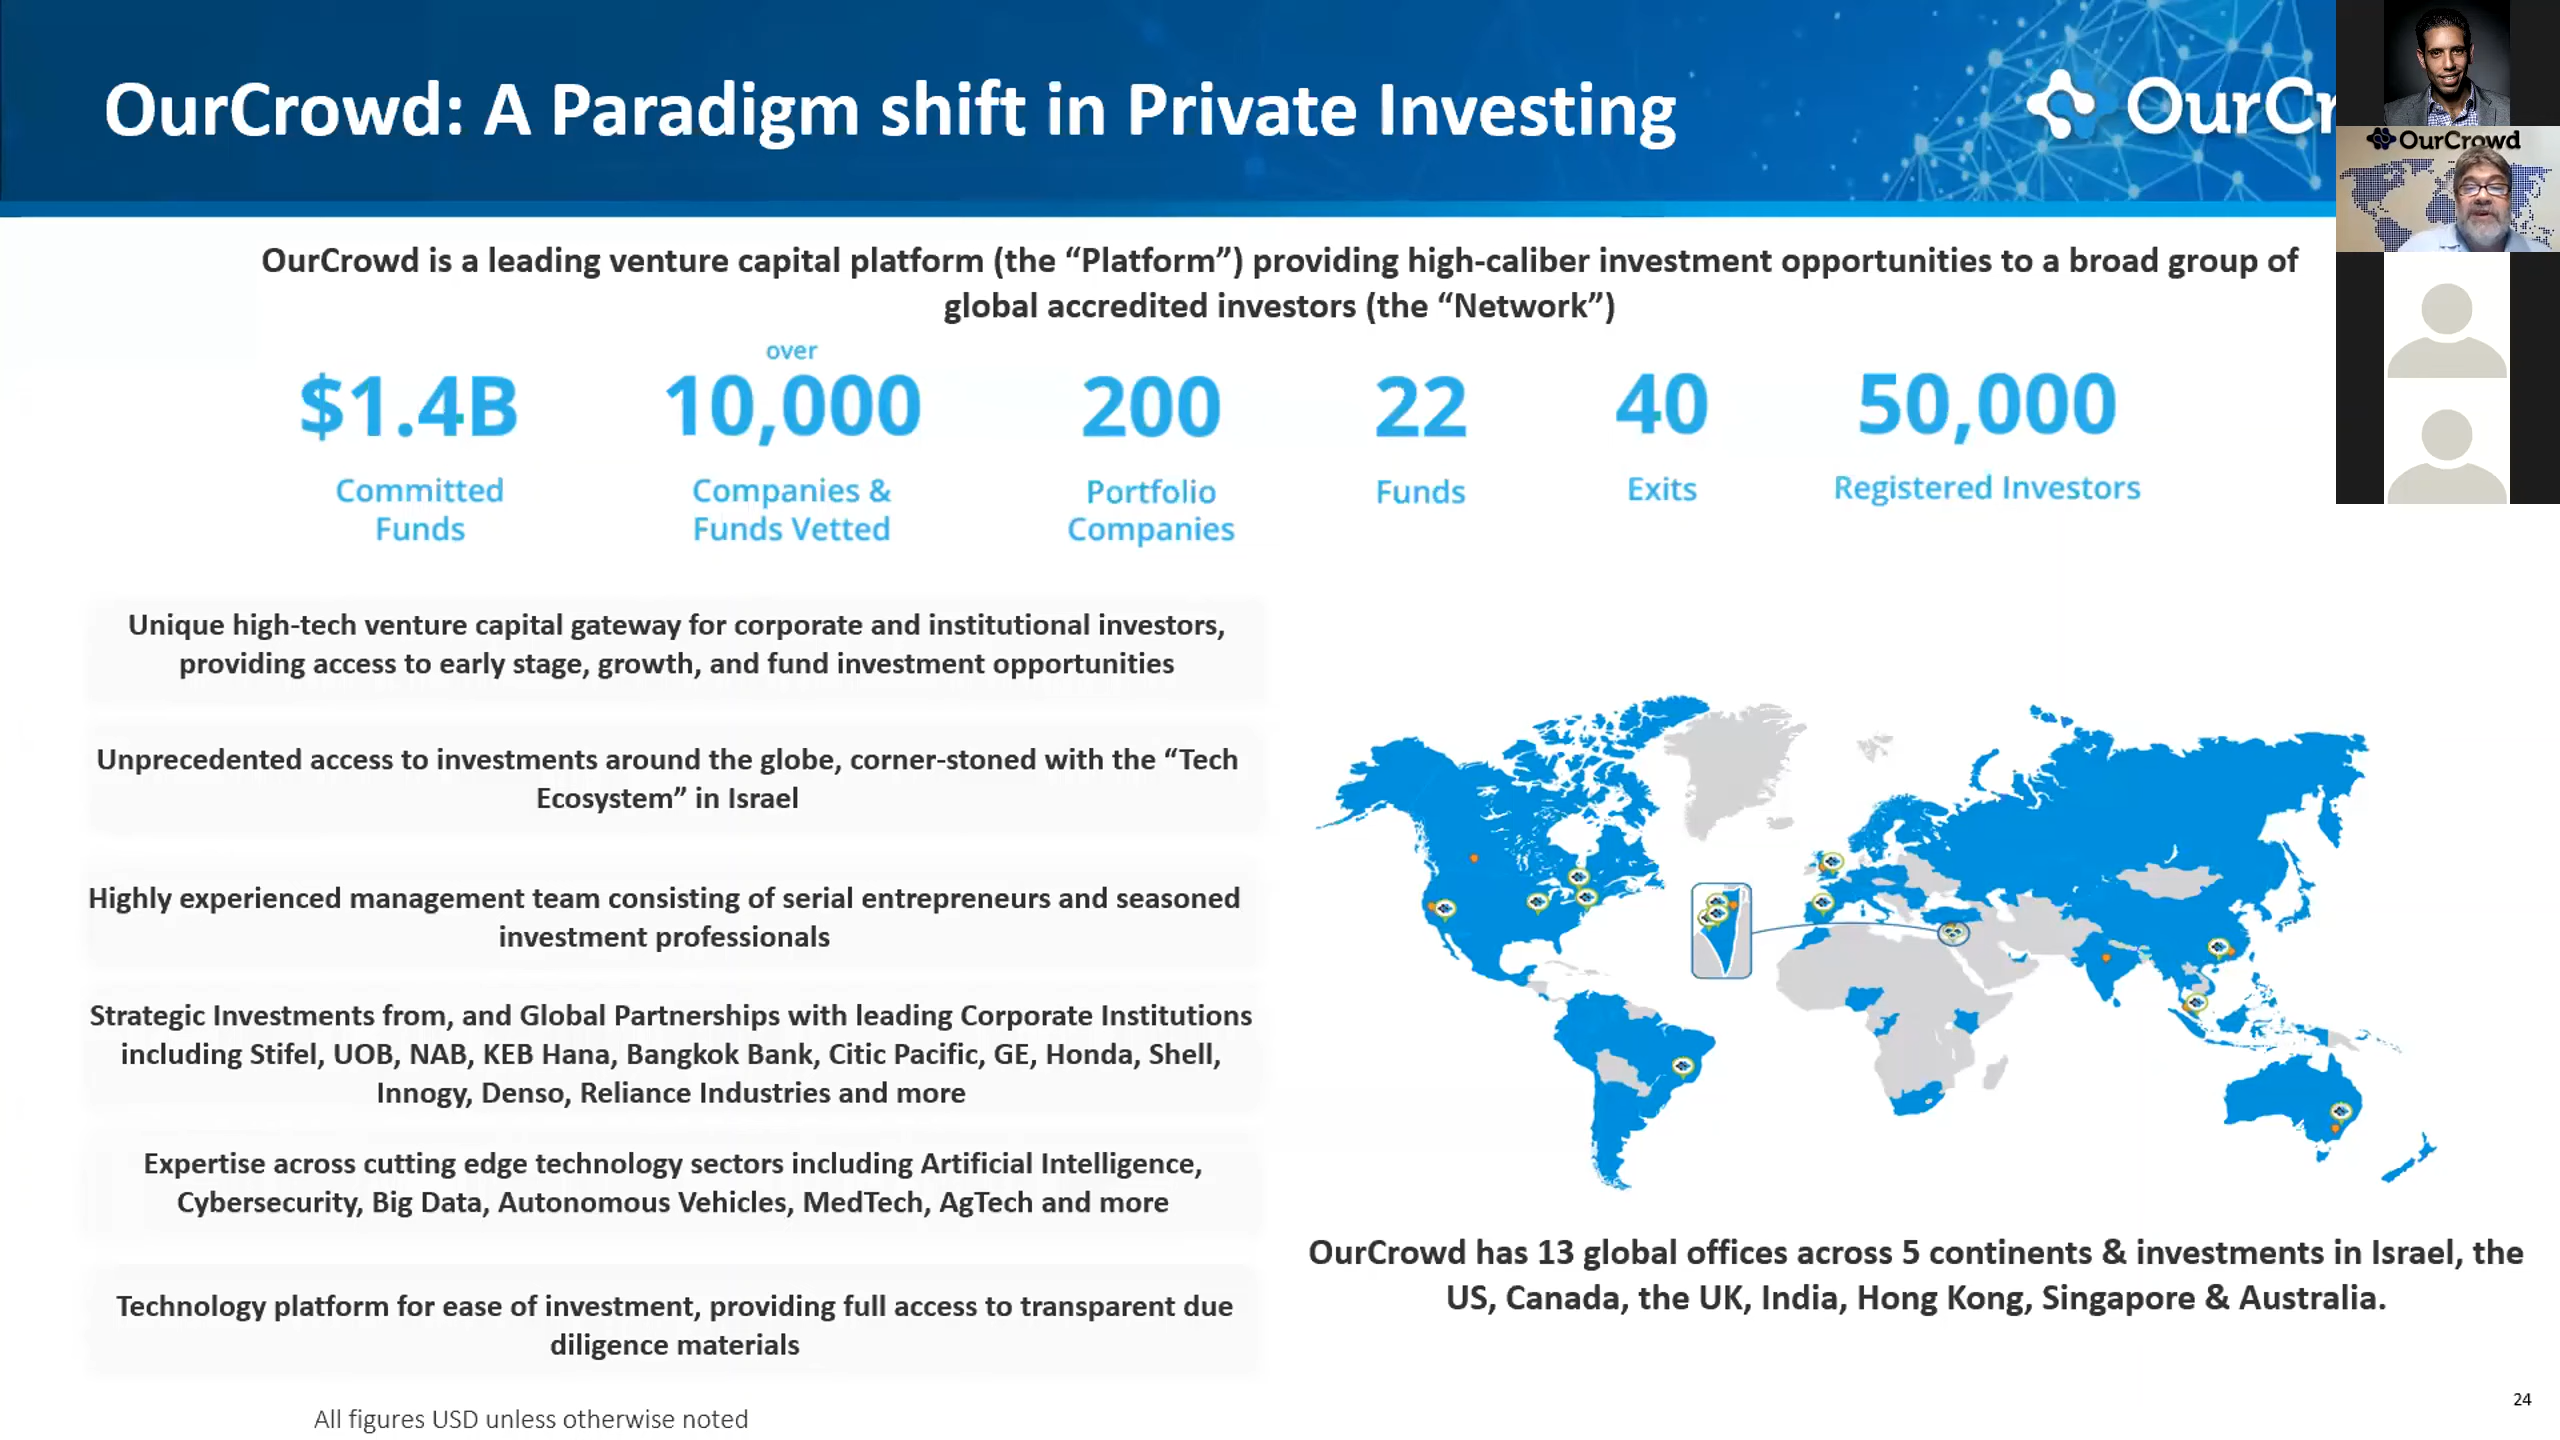 OurCrowd: A Paradigm shift in Private Investing
OurCr
OurCrowd
OurCrowd is a leading venture capital platform (the “Platform”) providing high-caliber investment opportunities to a broad group of
global accredited investors (the “Network”)
$1.4B
Committed
Funds
over
10,000
Companies &
Funds Vetted
200
Portfolio
Companies
22
Funds
40
Exits
50,000
Registered Investors
Unique high-tech venture capital gateway for corporate and institutional investors,
providing access to early stage, growth, and fund investment opportunities
Unprecedented access to investments around the globe, corner-stoned with the “Tech
Ecosystem” in Israel
Highly experienced management team consisting of serial entrepreneurs and seasoned
investment professionals
Strategic Investments from, and Global Partnerships with leading Corporate Institutions
including Stifel, UOB, NAB, KEB Hana, Bangkok Bank, Citic Pacific, GE, Honda, Shell,
Innogy, Denso, Reliance Industries and more
Expertise across cutting edge technology sectors including Artificial Intelligence,
Cybersecurity, Big Data, Autonomous Vehicles, MedTech, AgTech and more
Technology platform for ease of investment, providing full access to transparent due
diligence materials
OurCrowd has 13 global offices across 5 continents & investments in Israel, the
US, Canada, the UK, India, Hong Kong, Singapore & Australia.
All figures USD unless otherwise noted
24